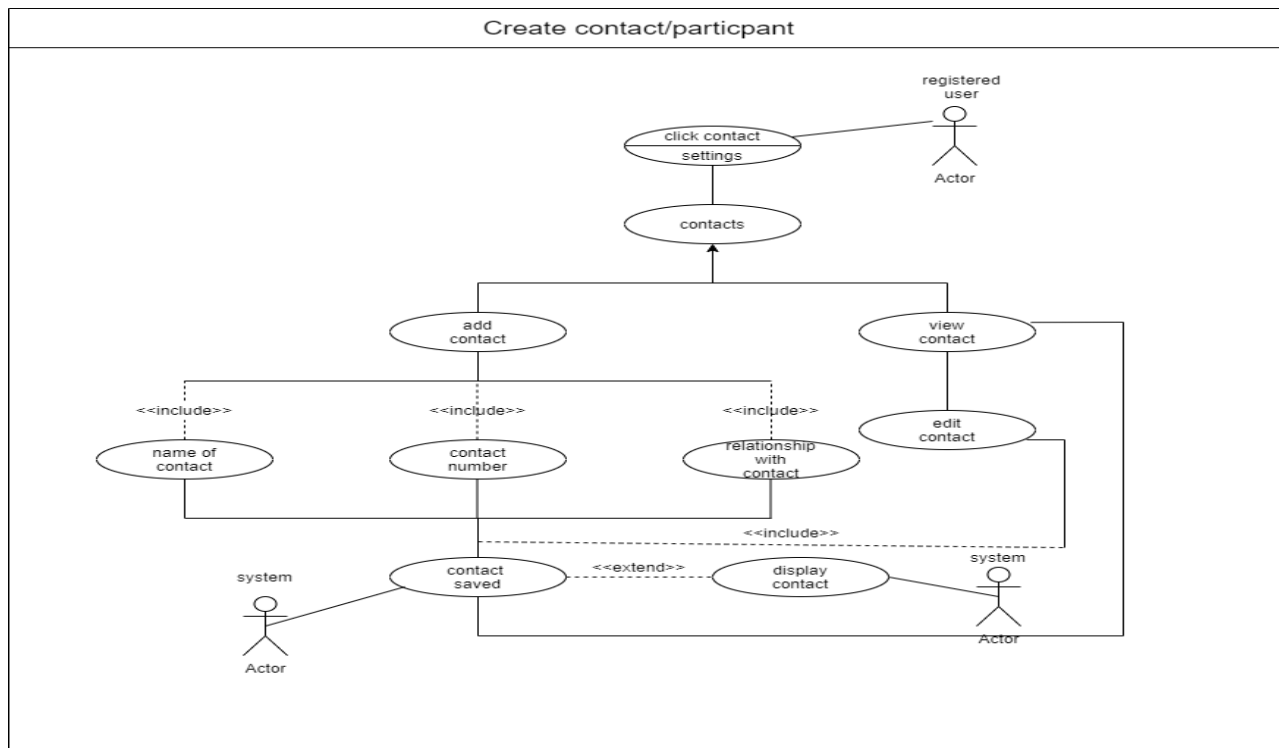 Create contact/particpant
registered
user
click contact
settings
Actor
contacts
add
contact
view
contact
<<include>>
<<include>>
<<include>>
edit
contact
name of
contact
contact
number
relationship
with
contact
<<include>>
system
contact
saved
<<extend>>
display
contact
system
Actor
Actor